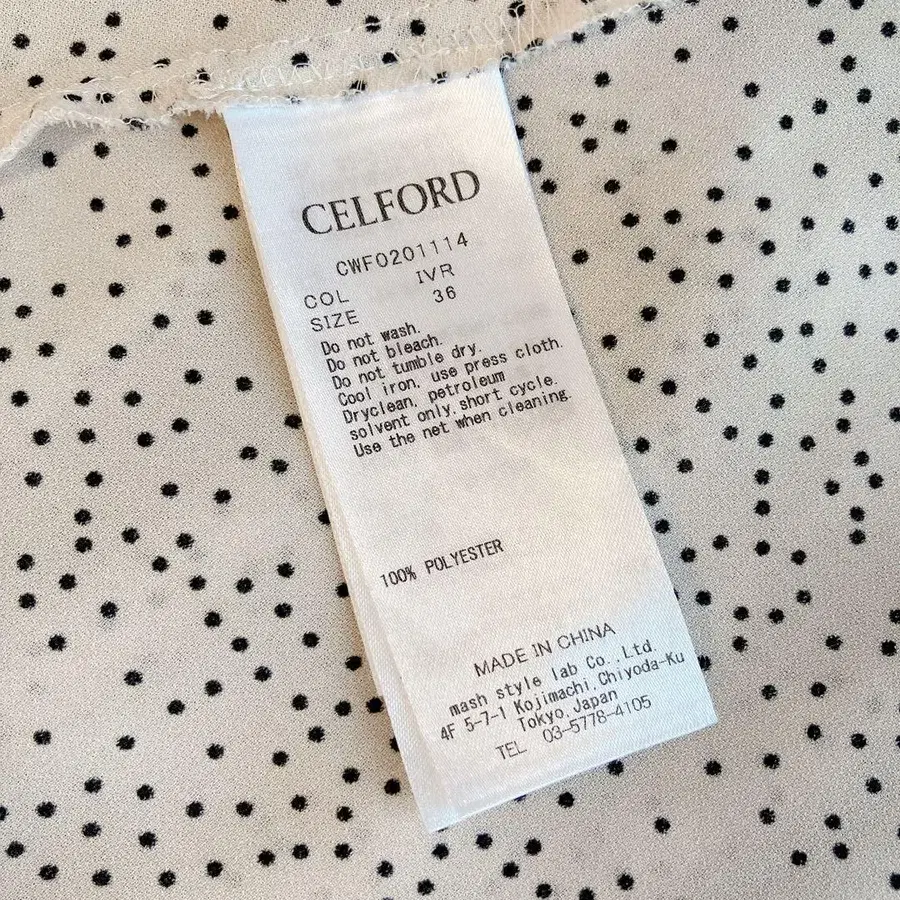 CELFORD
CWF0201114
COL IVR
SIZE 36
Do not wash.
Do not bleach.
Do not tumble dry.
Cool iron, use press cloth.
Dryclean, petroleum
solvent only,short cycle.
Use the net when cleaning.
100% POLYESTER
MADE IN CHINA
mash style lab Co.,Ltd.
4F 5-7-1 Kojimachi,Chiyoda-Ku
Tokyo,Japan
TEL 03-5778-4105